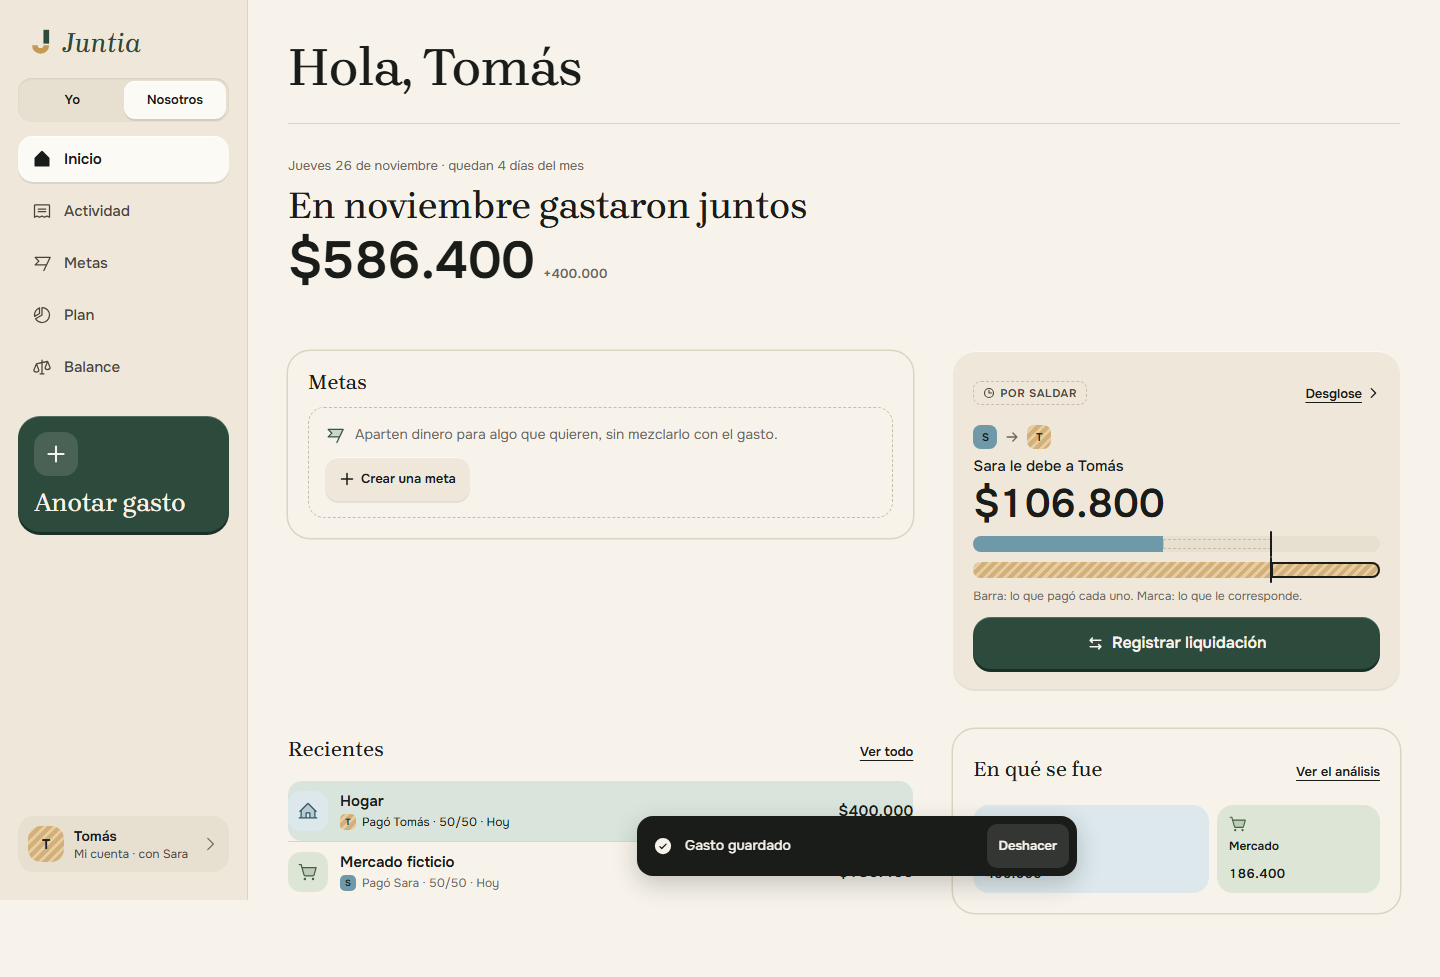 Juntia
Yo
Nosotros
Inicio
Actividad
Metas
Plan
Balance
Anotar gasto
T
Tomás
Mi cuenta · con Sara
Hola, Tomás
Jueves 26 de noviembre · quedan 4 días del mes
En noviembre gastaron juntos
$586.400 +400.000
Metas
Aparten dinero para algo que quieren, sin mezclarlo con el gasto.
Crear una meta
POR SALDAR
Desglose
S → T
Sara le debe a Tomás
$106.800
Barra: lo que pagó cada uno. Marca: lo que le corresponde.
Registrar liquidación
Recientes
Ver todo
Hogar
T Pagó Tomás · 50/50 · Hoy
$400.000
Mercado ficticio
S Pagó Sara · 50/50 · Hoy
En qué se fue
Ver el análisis
Mercado
186.400
Gasto guardado
Deshacer